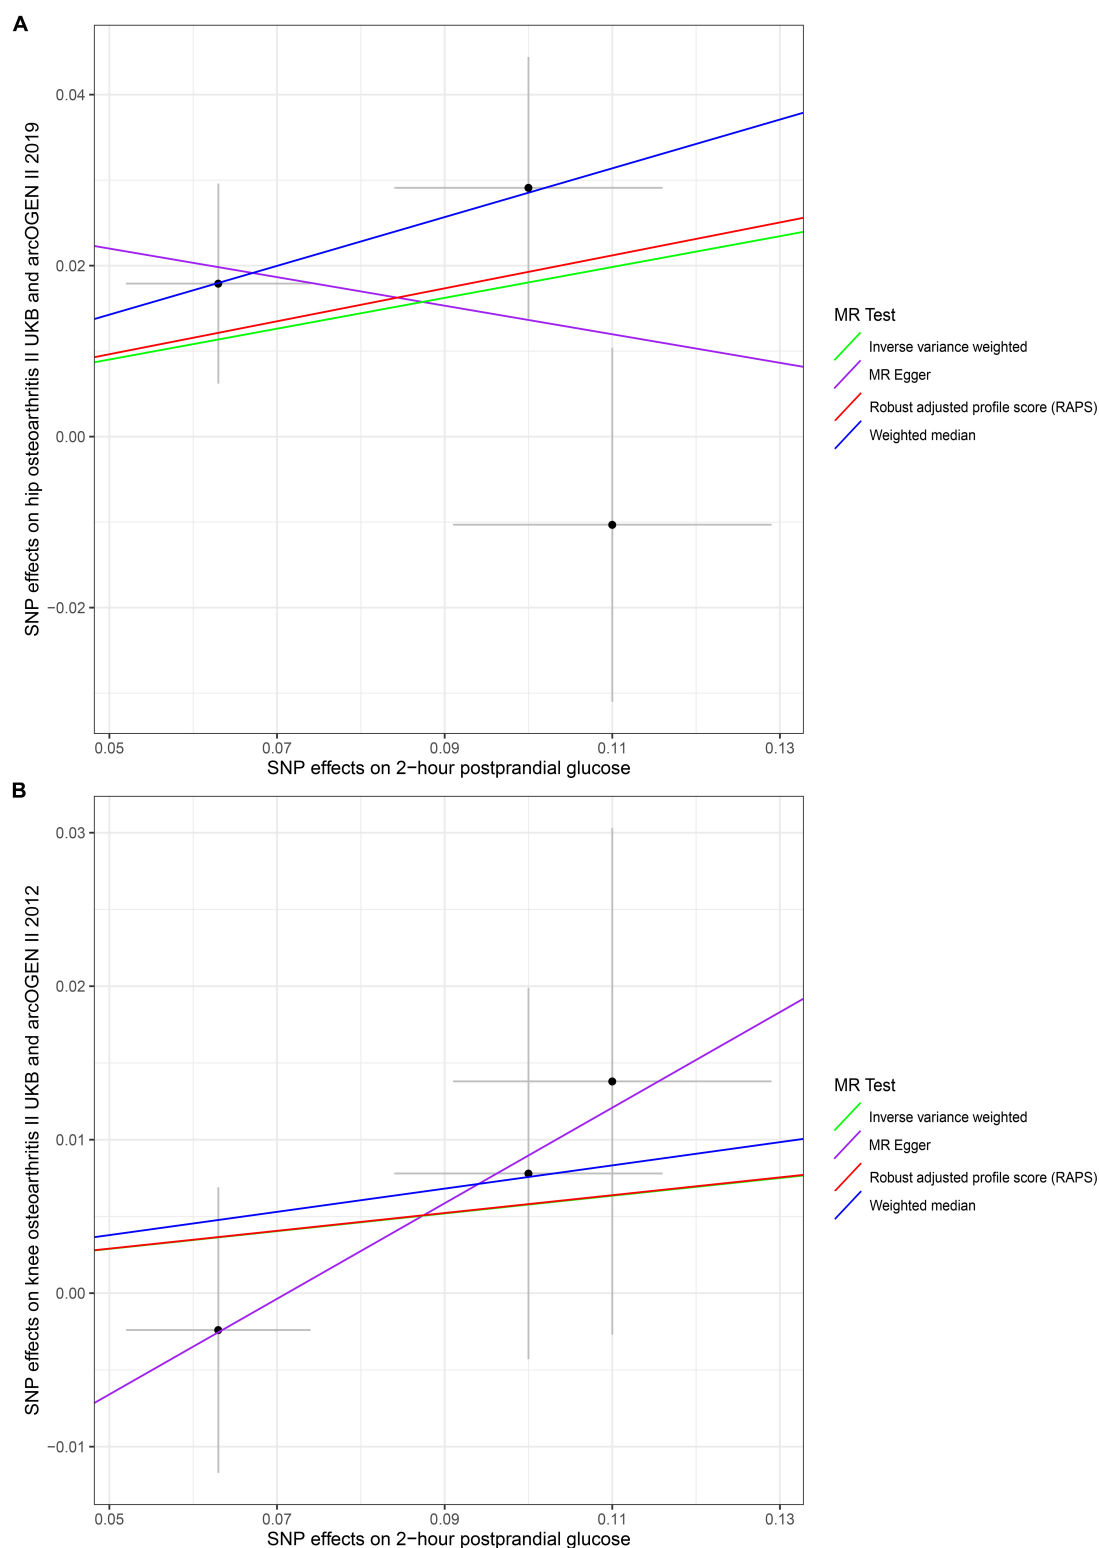 A
SNP effects on hip osteoarthritis II UKB and arcOGEN II 2019
0.04
0.02
0.00
−0.02
0.05 0.07 0.09 0.11 0.13
SNP effects on 2−hour postprandial glucose
MR Test
Inverse variance weighted
MR Egger
Robust adjusted profile score (RAPS)
Weighted median
B
SNP effects on knee osteoarthritis II UKB and arcOGEN II 2012
0.03
0.02
0.01
0.00
−0.01
0.05 0.07 0.09 0.11 0.13
SNP effects on 2−hour postprandial glucose
MR Test
Inverse variance weighted
MR Egger
Robust adjusted profile score (RAPS)
Weighted median